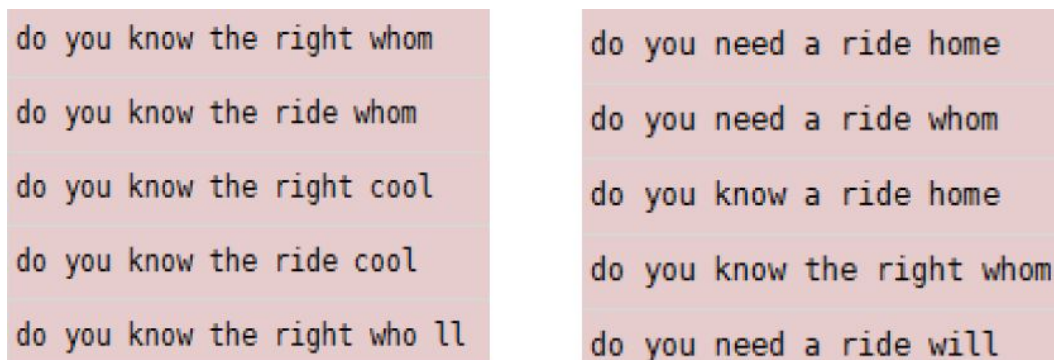 do you know the right whom
do you know the ride whom
do you know the right cool
do you know the ride cool
do you know the right who ll
do you need a ride home
do you need a ride whom
do you know a ride home
do you know the right whom
do you need a ride will